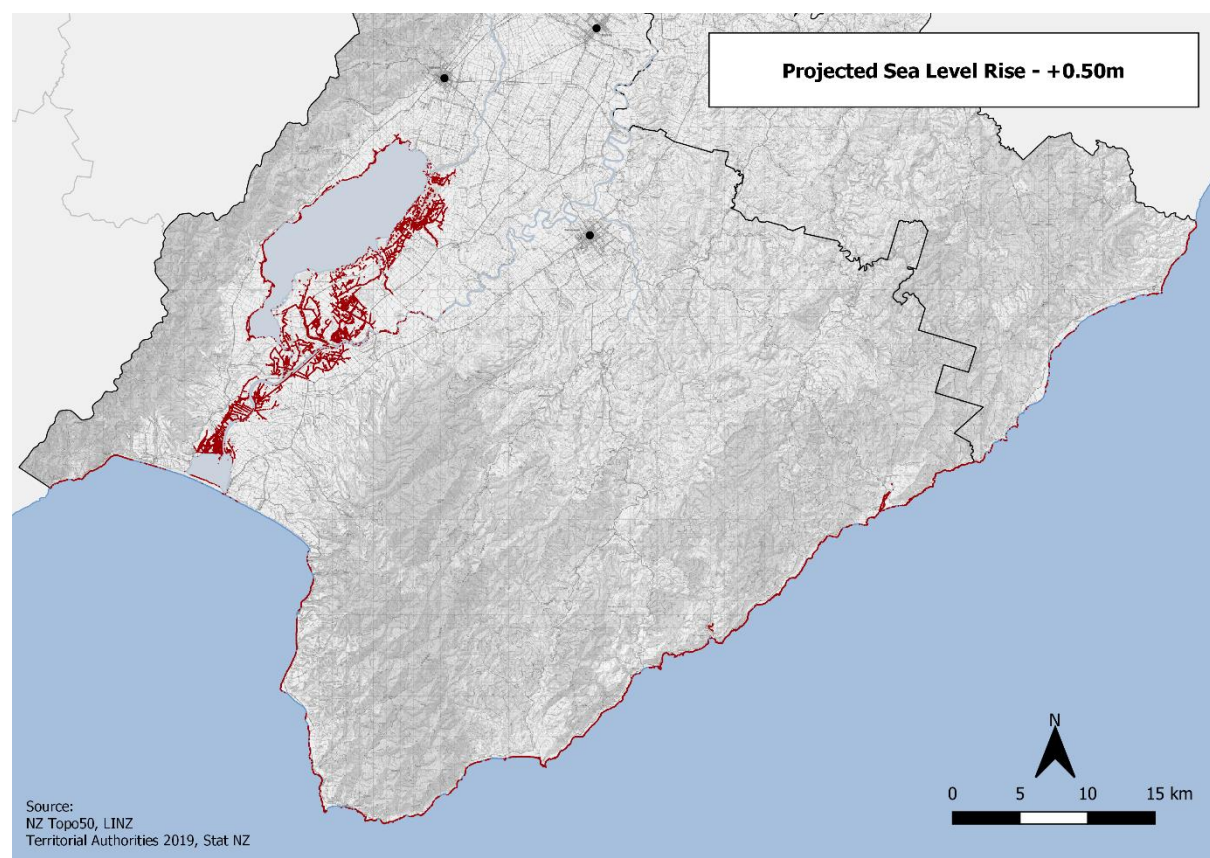 Projected Sea Level Rise - +0.50m
N
0 5 10 15 km
Source:
NZ Topo50, LINZ
Territorial Authorities 2019, Stat NZ